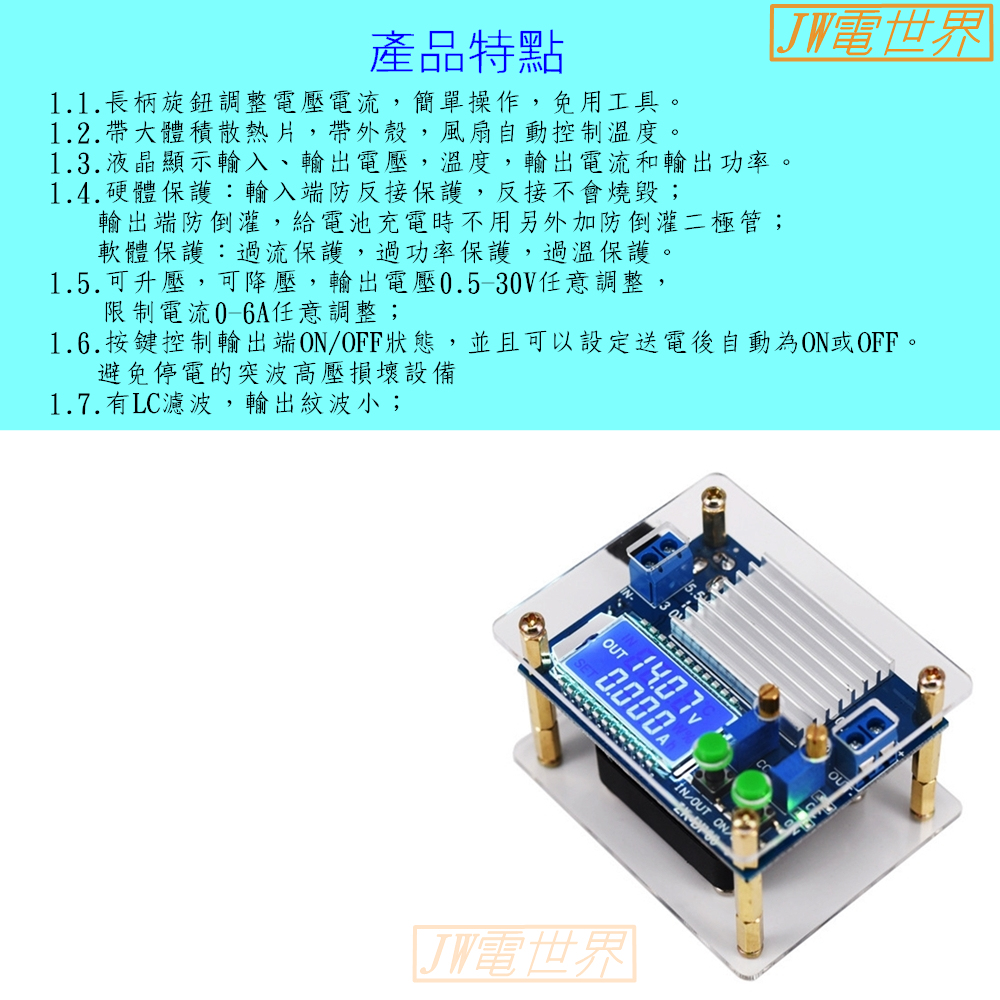 JW電世界
產品特點
1.1.長柄旋鈕調整電壓電流，簡單操作，免用工具。
1.2.帶大體積散熱片，帶外殼，風扇自動控制溫度。
1.3.液晶顯示輸入、輸出電壓，溫度，輸出電流和輸出功率。
1.4.硬體保護：輸入端防反接保護，反接不會燒毀；
輸出端防倒灌，給電池充電時不用另外加防倒灌二極管；
軟體保護：過流保護，過功率保護，過溫保護。
1.5.可升壓，可降壓，輸出電壓0.5-30V任意調整，
限制電流0-6A任意調整；
1.6.按鍵控制輸出端ON/OFF狀態，並且可以設定送電後自動為ON或OFF。
避免停電的突波高壓損壞設備
1.7.有LC濾波，輸出紋波小；
IN-
IN
OUT 14.07 V
SET 0.000 A
OUT
IN/OUT ON/
JW電世界